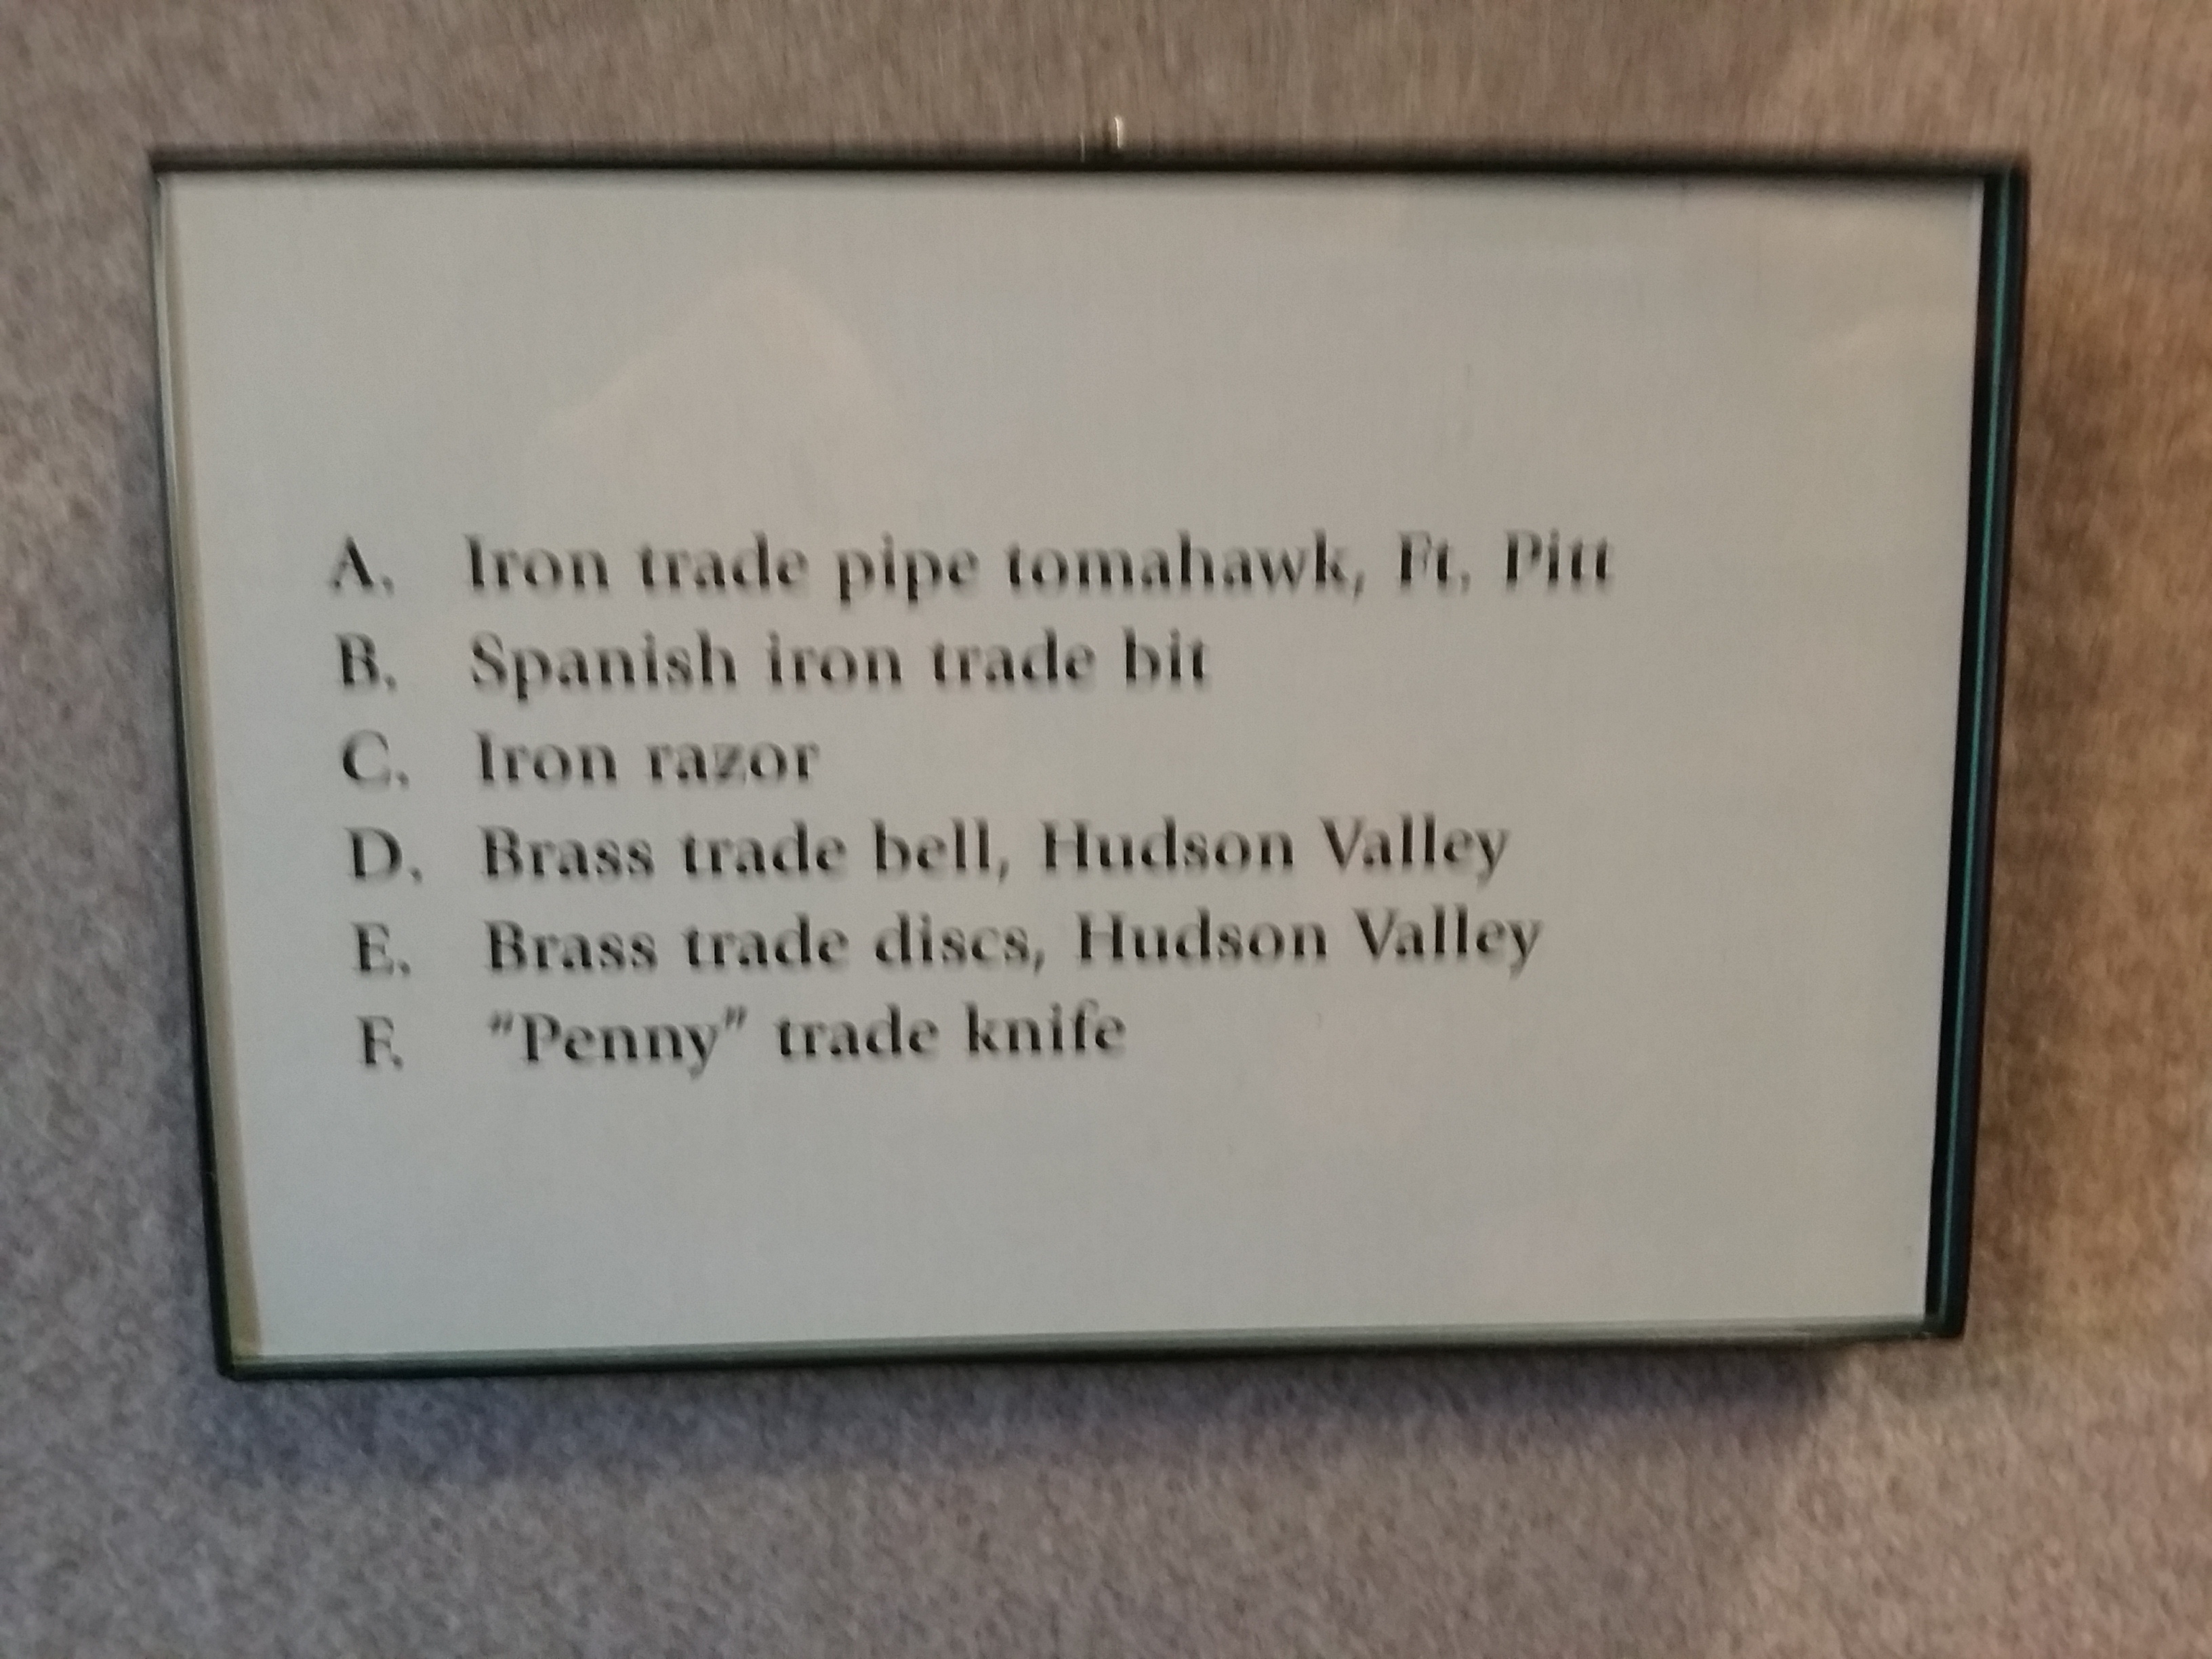 A. Iron trade pipe tomahawk, Ft. Pitt
B. Spanish iron trade bit
C. Iron razor
D. Brass trade bell, Hudson Valley
E. Brass trade discs, Hudson Valley
F. "Penny" trade knife